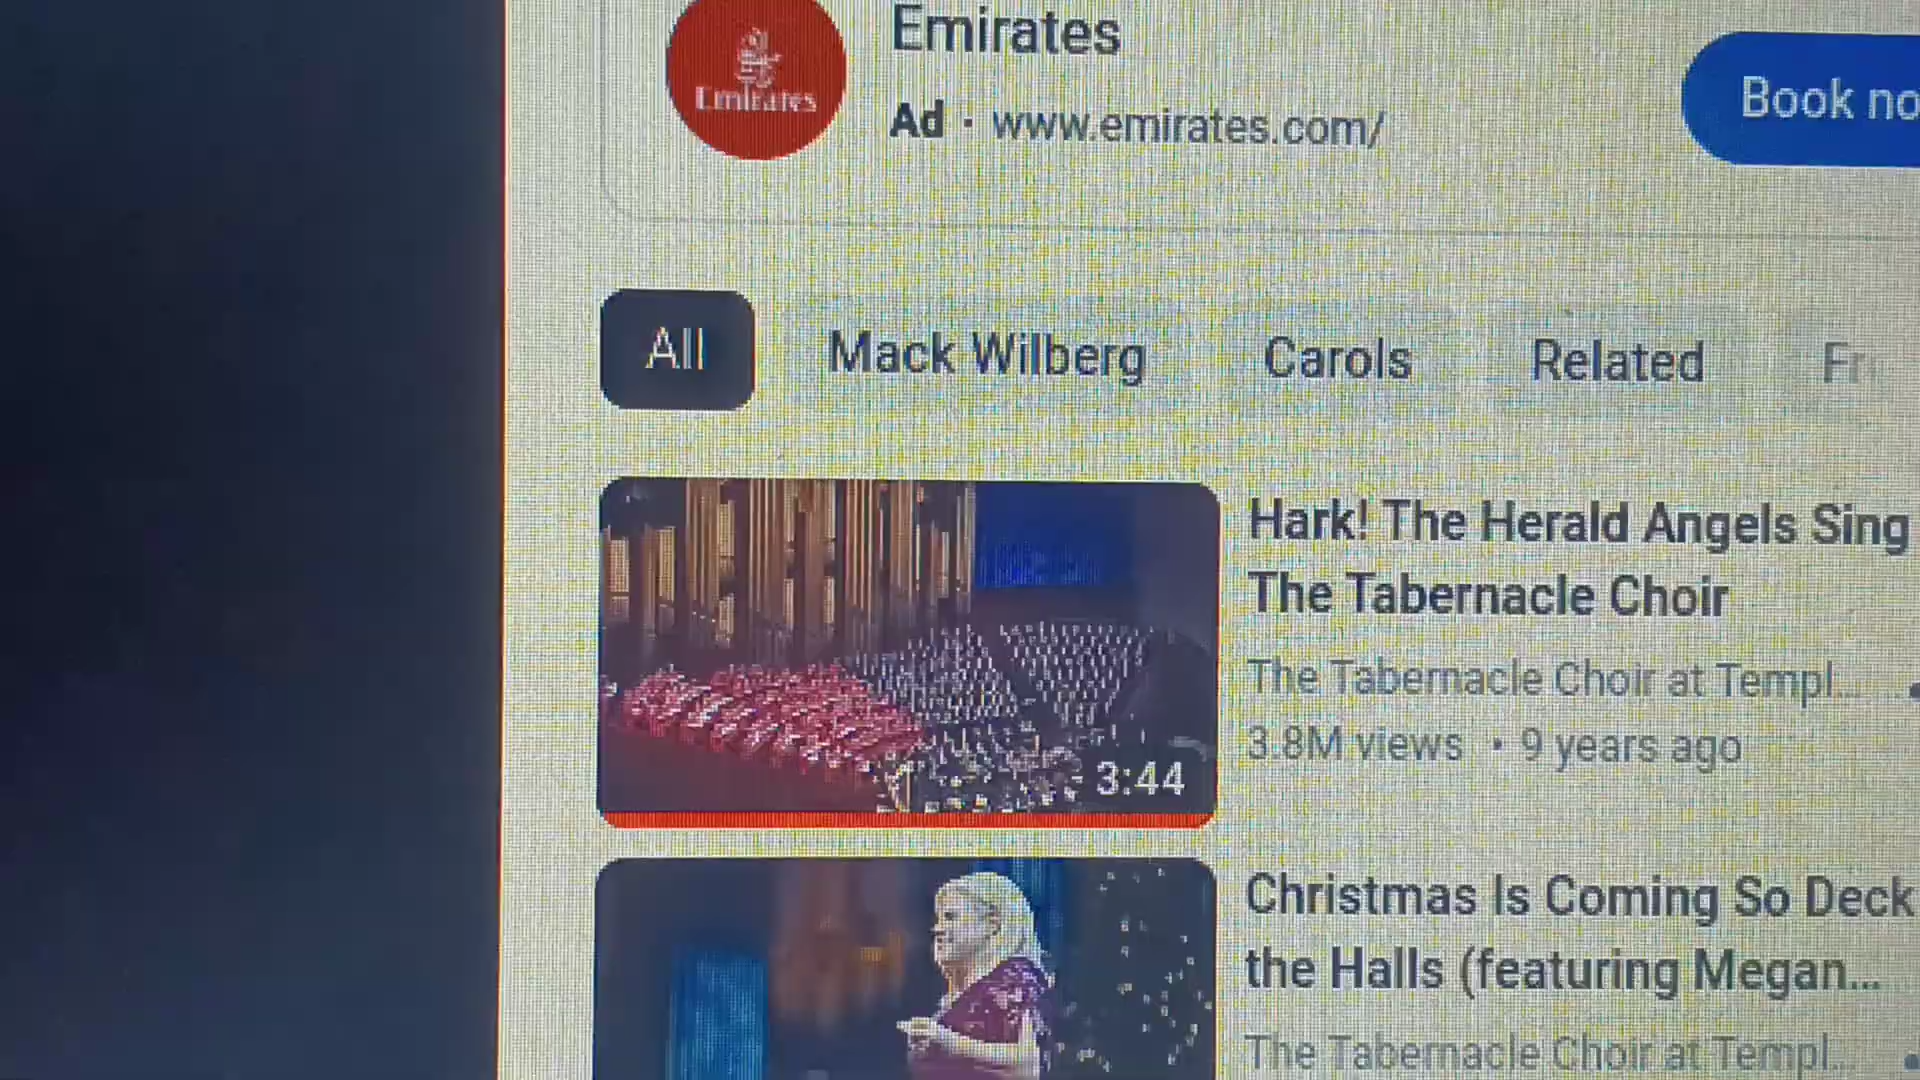 Emirates
Emirates
Ad · www.emirates.com/
Book no
All
Mack Wilberg
Carols
Related
Fr
Hark! The Herald Angels Sing
The Tabernacle Choir
The Tabernacle Choir at Templ...
3.8M views · 9 years ago
3:44
Christmas Is Coming So Deck
the Halls (featuring Megan...
The Tabernacle Choir at Templ...